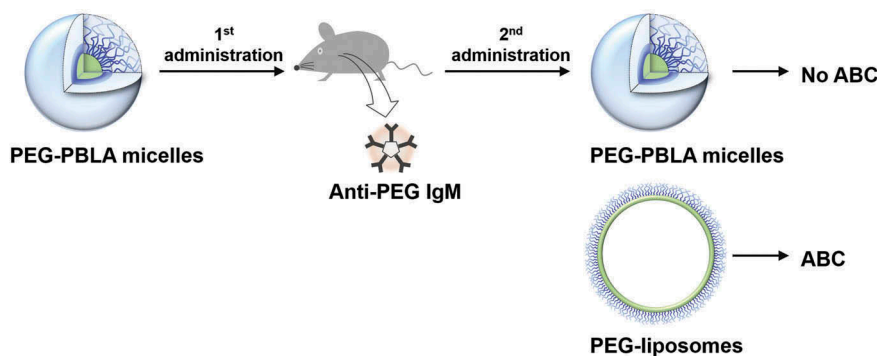 1st
administration
2nd
administration
No ABC
PEG-PBLA micelles
PEG-PBLA micelles
Anti-PEG IgM
ABC
PEG-liposomes